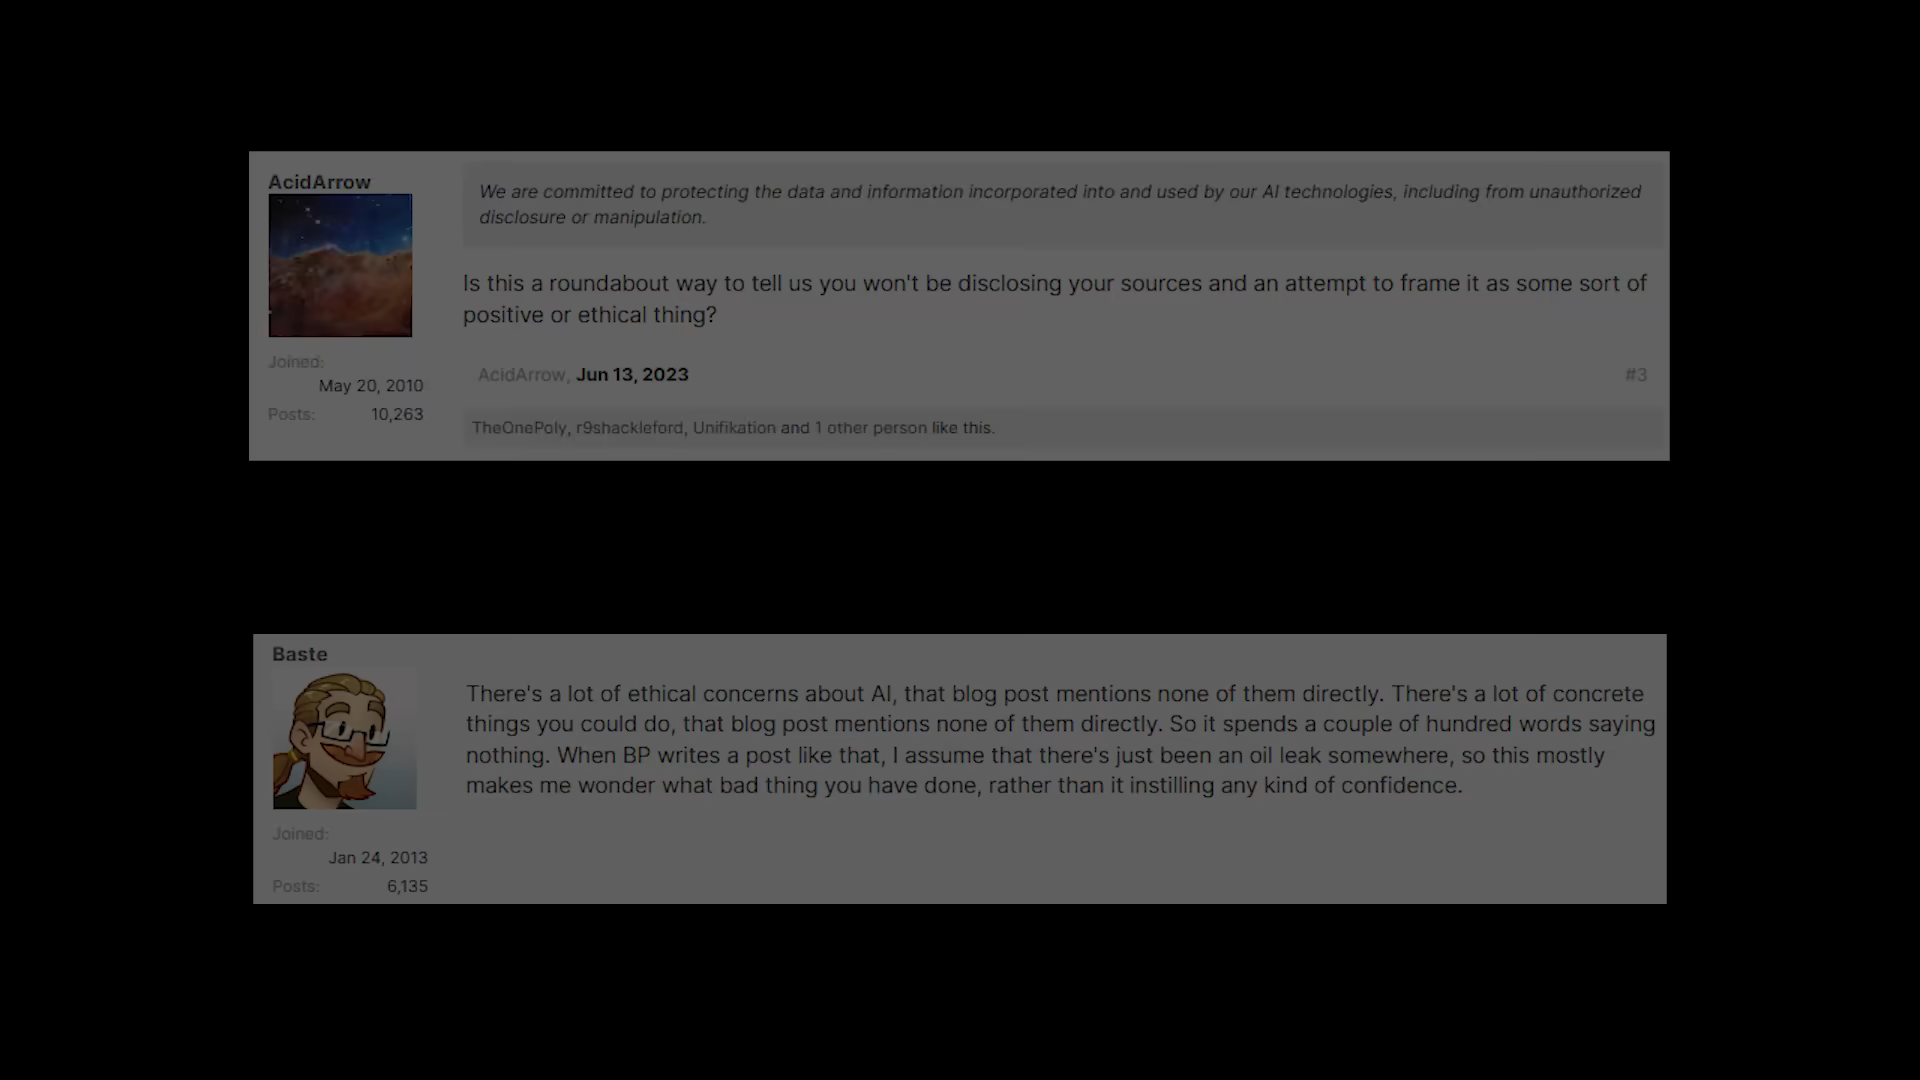 AcidArrow
We are committed to protecting the data and information incorporated into and used by our AI technologies, including from unauthorized
disclosure or manipulation.
Is this a roundabout way to tell us you won't be disclosing your sources and an attempt to frame it as some sort of
positive or ethical thing?
Joined:
May 20, 2010
Posts: 10,263
AcidArrow, Jun 13, 2023 #3
TheOnePoly, r9shackleford, Unifikation and 1 other person like this.
Baste
There's a lot of ethical concerns about AI, that blog post mentions none of them directly. There's a lot of concrete
things you could do, that blog post mentions none of them directly. So it spends a couple of hundred words saying
nothing. When BP writes a post like that, I assume that there's just been an oil leak somewhere, so this mostly
makes me wonder what bad thing you have done, rather than it instilling any kind of confidence.
Joined:
Jan 24, 2013
Posts: 6,135